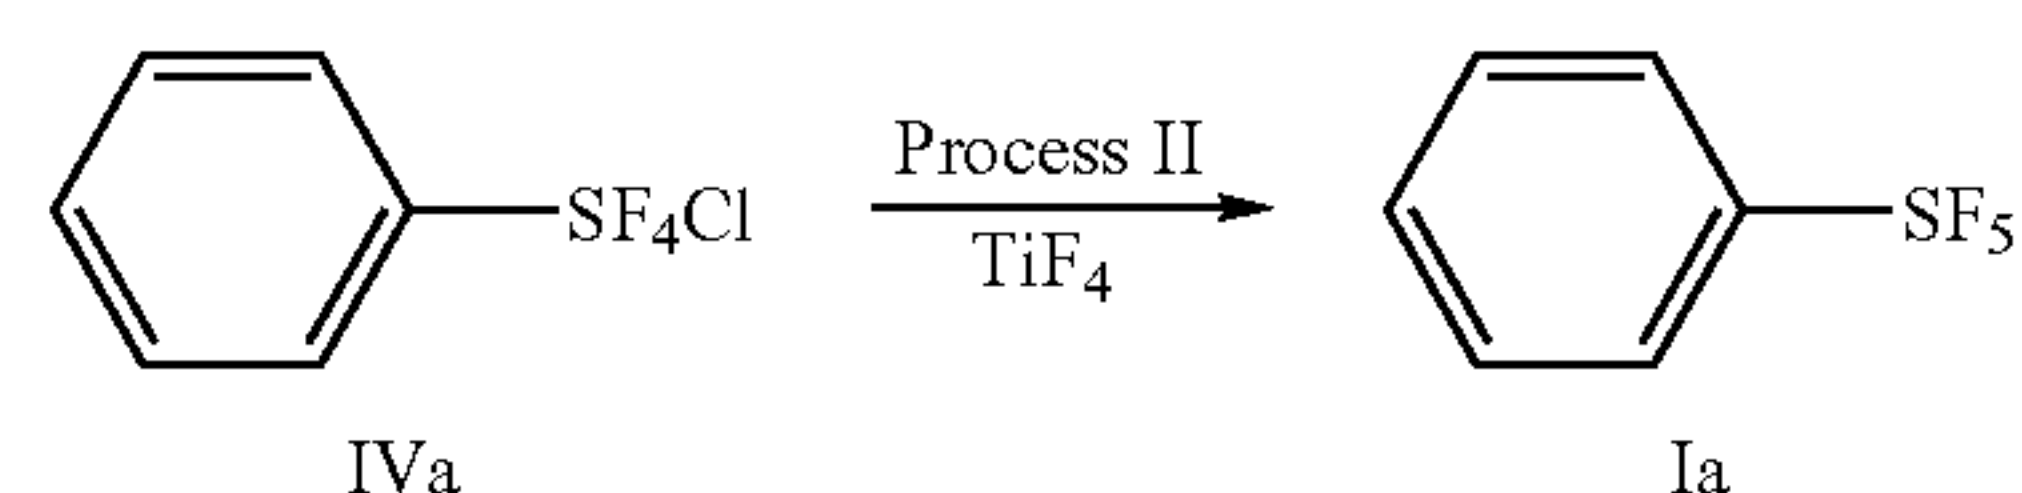 Process II
SF₄Cl
SF₅
TiF₄
IVa
Ia